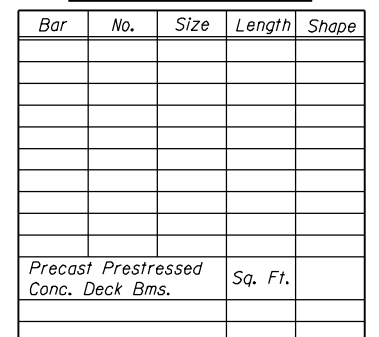 Bar No. Size Length Shape
Precast Prestressed
Conc. Deck Bms. Sq. Ft.